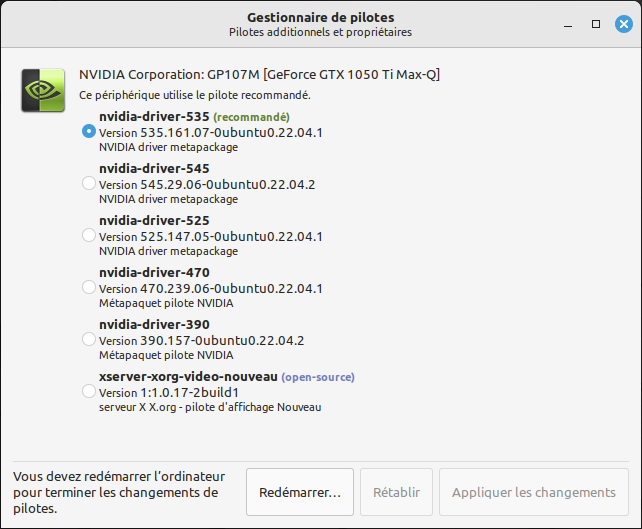 Gestionnaire de pilotes
Pilotes additionnels et propriétaires
NVIDIA Corporation: GP107M [GeForce GTX 1050 Ti Max-Q]
Ce périphérique utilise le pilote recommandé.
nvidia-driver-535 (recommandé)
Version 535.161.07-0ubuntu0.22.04.1
NVIDIA driver metapackage
nvidia-driver-545
Version 545.29.06-0ubuntu0.22.04.2
NVIDIA driver metapackage
nvidia-driver-525
Version 525.147.05-0ubuntu0.22.04.1
NVIDIA driver metapackage
nvidia-driver-470
Version 470.239.06-0ubuntu0.22.04.1
Métapaquet pilote NVIDIA
nvidia-driver-390
Version 390.157-0ubuntu0.22.04.2
Métapaquet pilote NVIDIA
xserver-xorg-video-nouveau (open-source)
Version 1:1.0.17-2build1
serveur X X.org - pilote d'affichage Nouveau
Vous devez redémarrer l’ordinateur
pour terminer les changements de
pilotes.
Redémarrer…
Rétablir
Appliquer les changements